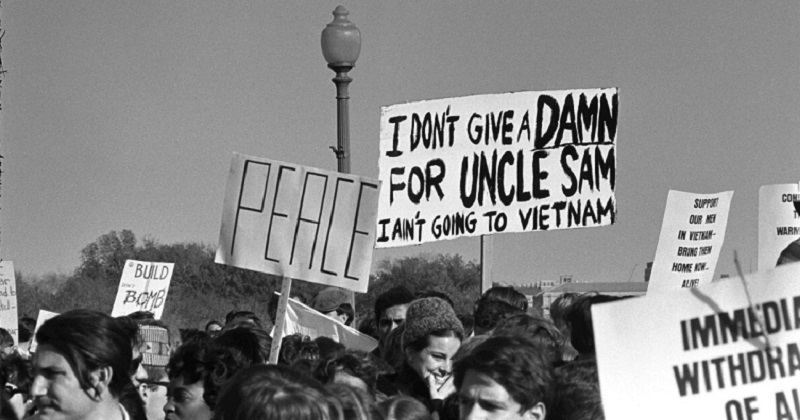 I DON'T GIVE A DAMN
FOR UNCLE SAM
I AIN'T GOING TO VIETNAM
PEACE
BUILD
DON'T
BOMB
SUPPORT
OUR MEN
IN VIETNAM-
BRING THEM
HOME NOW-
ALIVE
IMMEDIA
WITHDRA
OF A